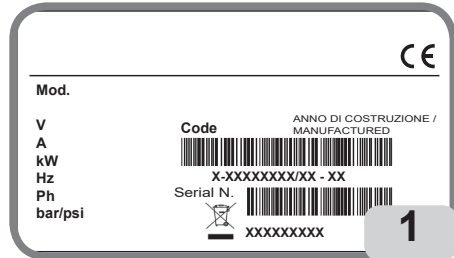 CE
Mod.
V
A
kW
Hz
Ph
bar/psi
Code
ANNO DI COSTRUZIONE /
MANUFACTURED
X-XXXXXXXX/XX - XX
Serial N.
XXXXXXXXX
1